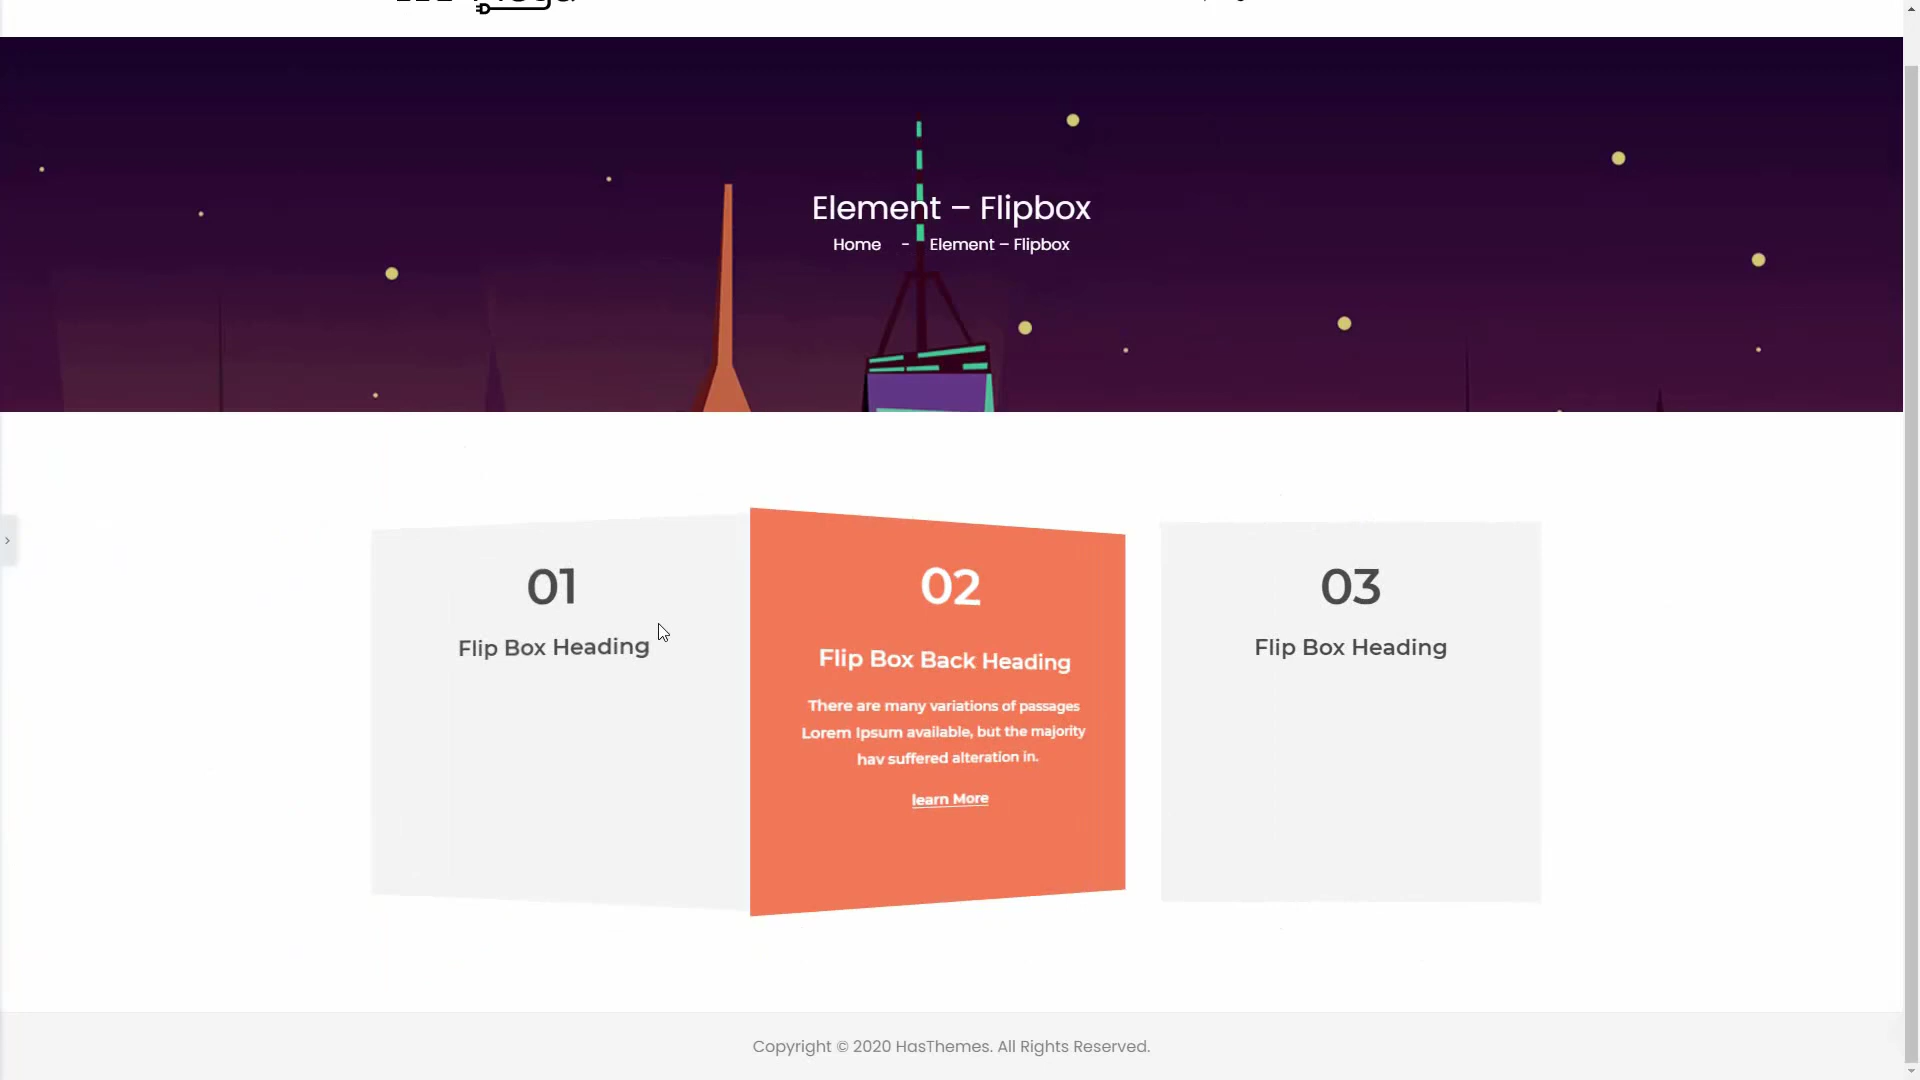 Element – Flipbox
Home - Element – Flipbox
01
Flip Box Heading
02
Flip Box Back Heading
There are many variations of passages
Lorem Ipsum available, but the majority
hav suffered alteration in.
learn More
03
Flip Box Heading
Copyright © 2020 HasThemes. All Rights Reserved.